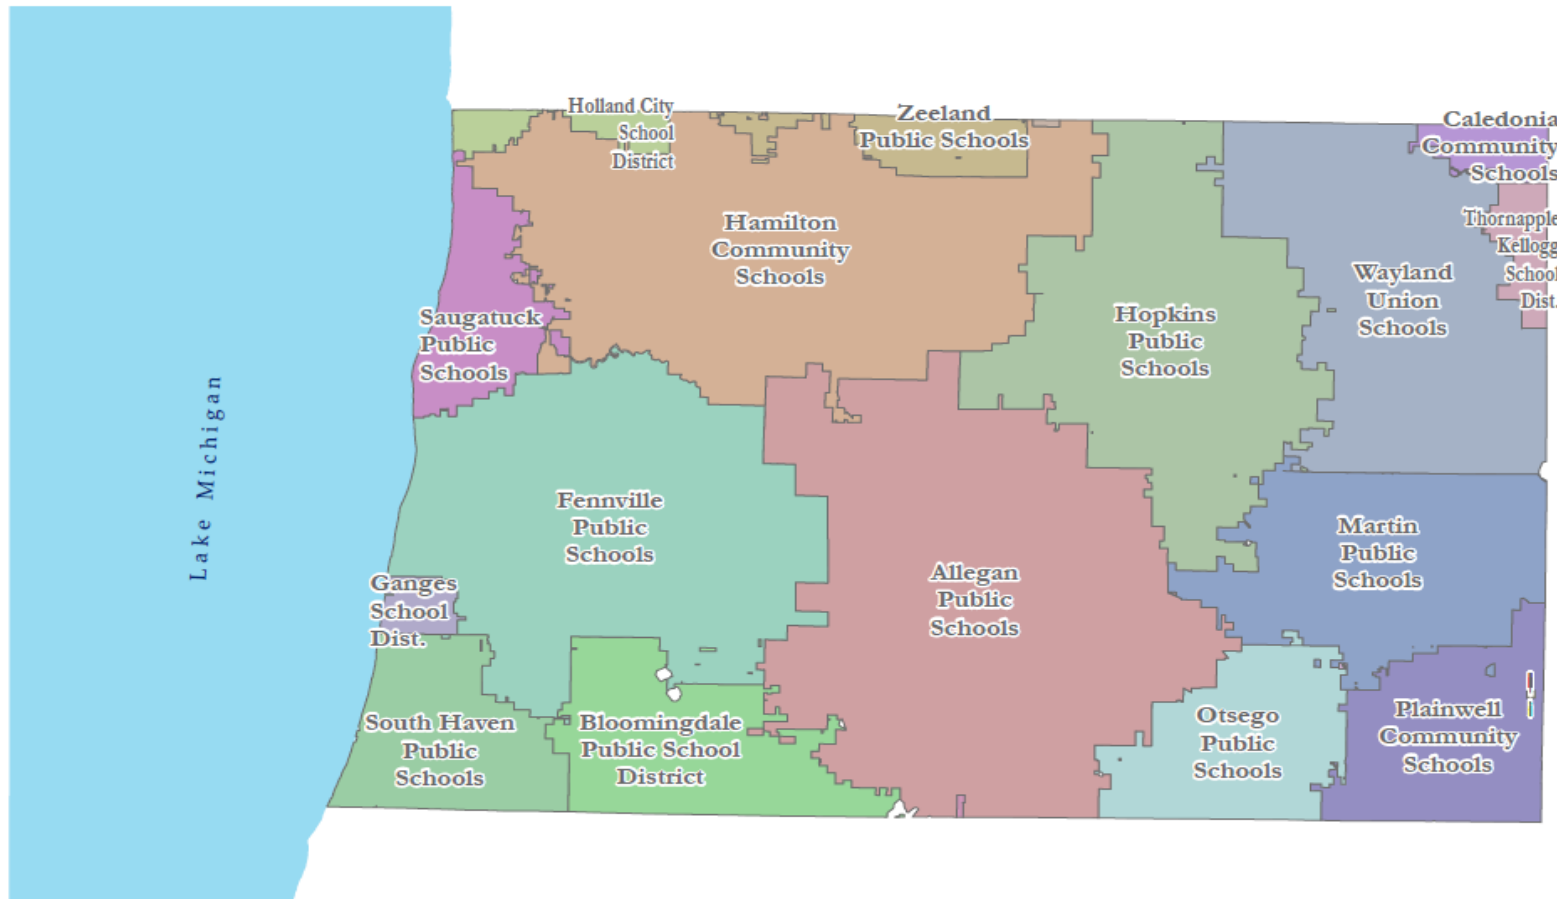 Holland City
School
District
Zeeland
Public Schools
Caledonia
Community
Schools
Thornapple
Kellogg
School
Dist.
Hamilton
Community
Schools
Wayland
Union
Schools
Saugatuck
Public
Schools
Hopkins
Public
Schools
Lake Michigan
Fennville
Public
Schools
Martin
Public
Schools
Ganges
School
Dist.
Allegan
Public
Schools
South Haven
Public
Schools
Bloomingdale
Public School
District
Otsego
Public
Schools
Plainwell
Community
Schools